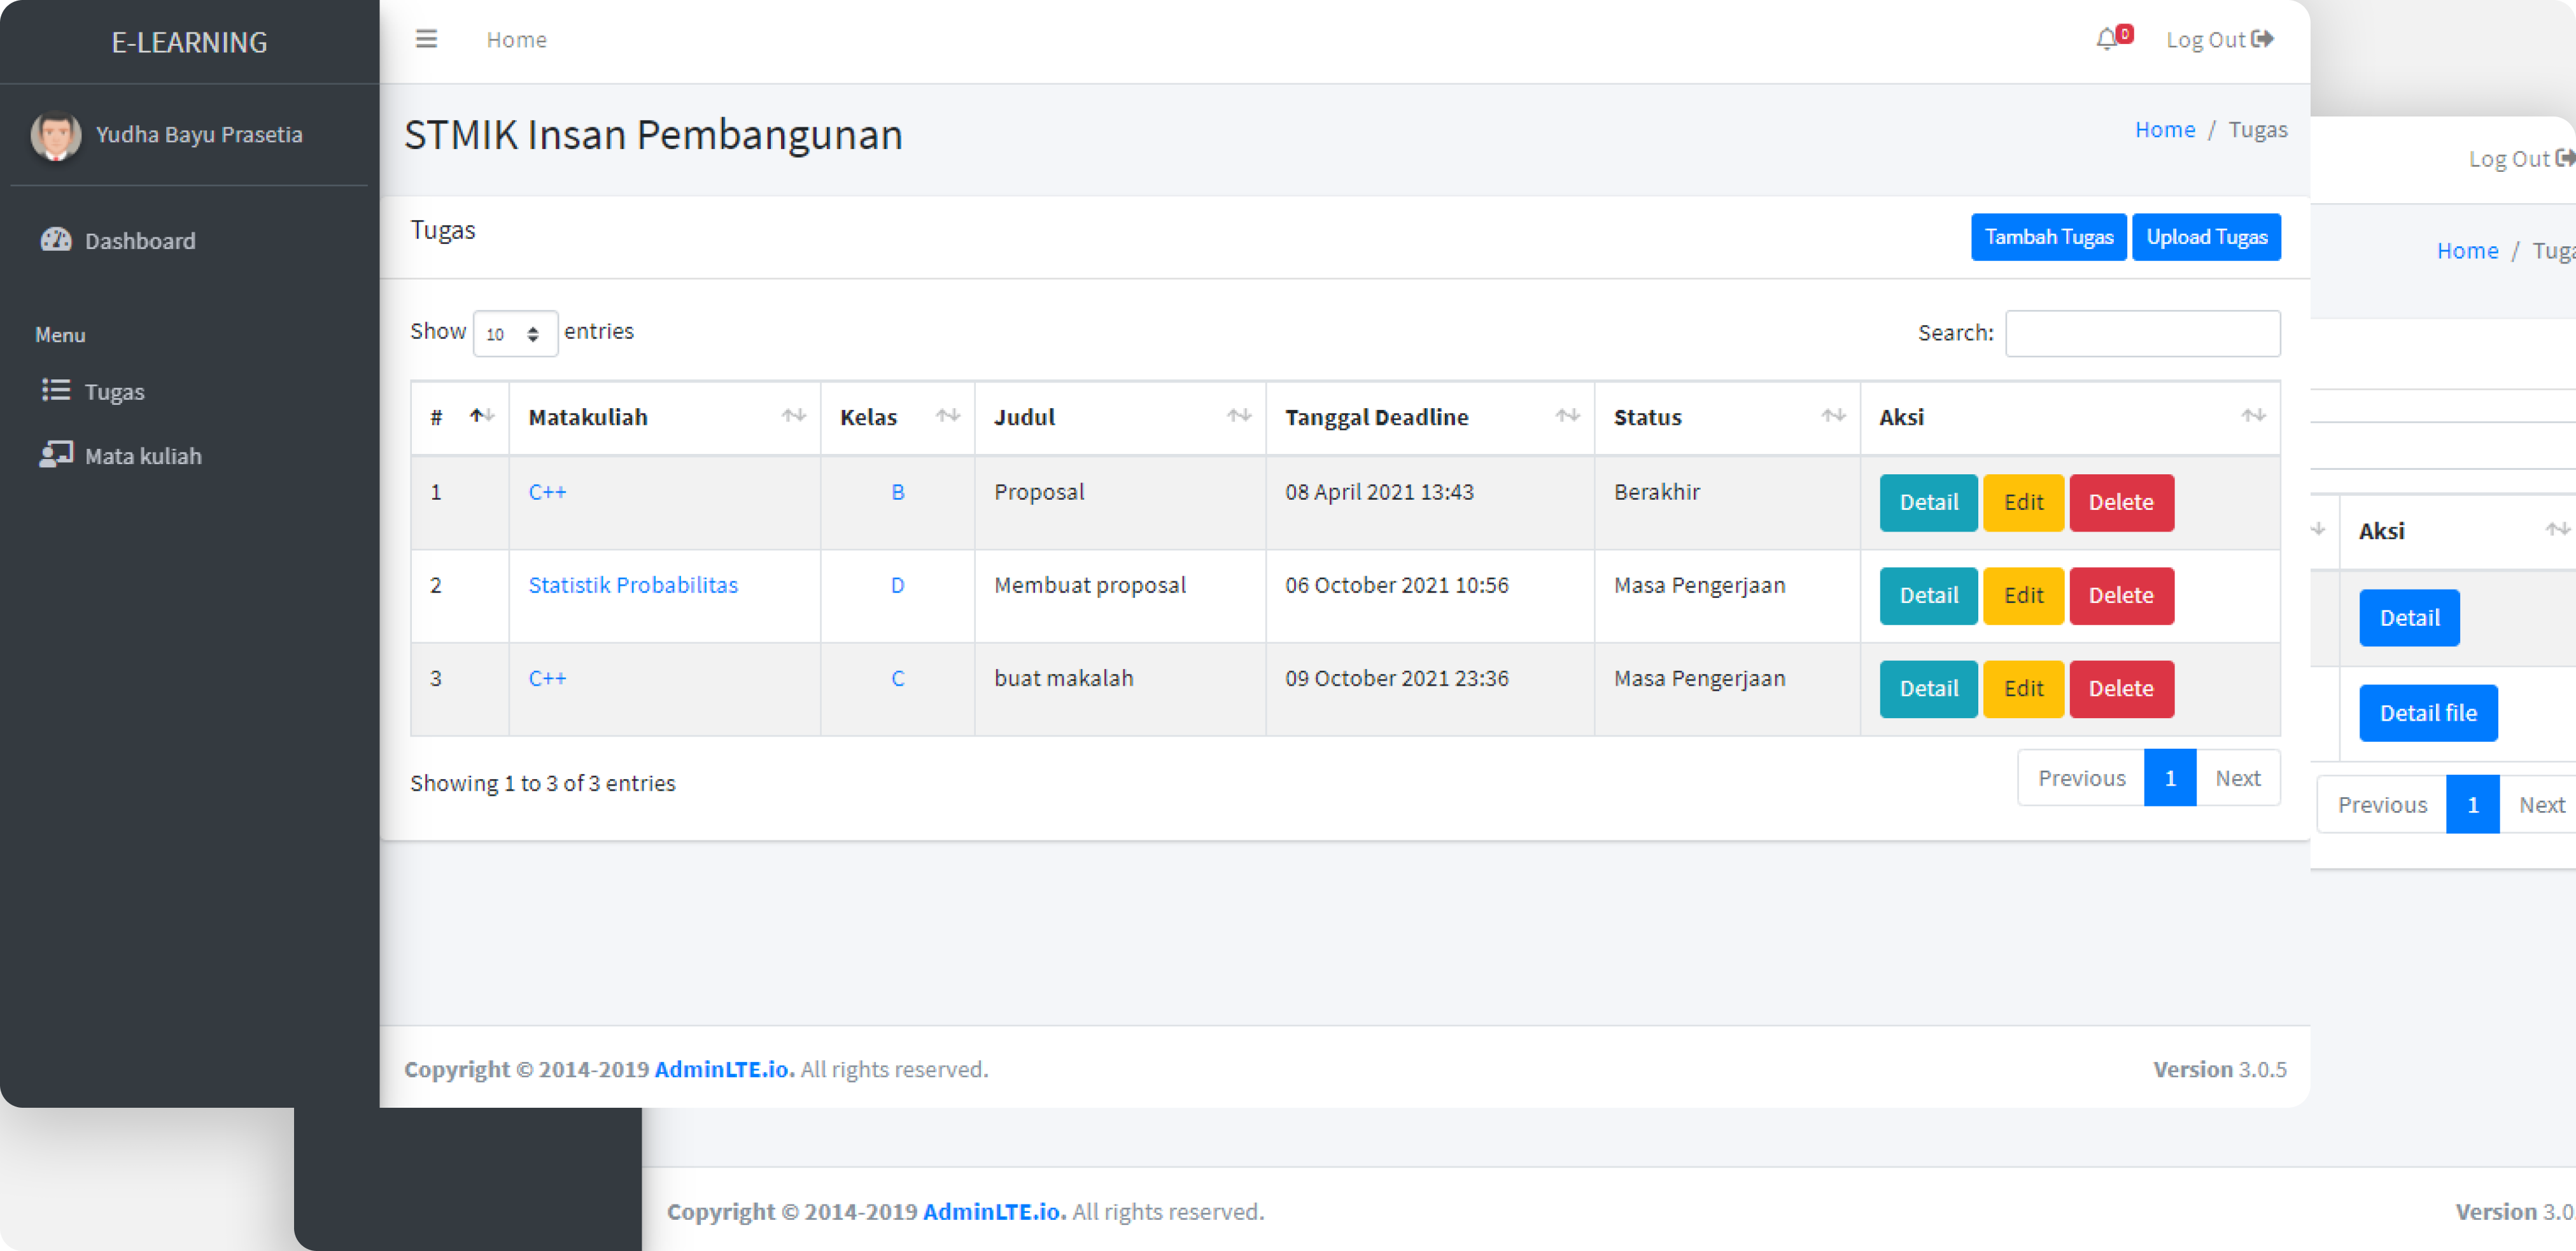 E-LEARNING
Home
0
Log Out
Yudha Bayu Prasetia
STMIK Insan Pembangunan
Home / Tugas
Dashboard
Menu
Tugas
Mata kuliah
Tugas
Tambah Tugas
Upload Tugas
Show 10 entries
Search:
# Matakuliah Kelas Judul Tanggal Deadline Status Aksi
1 C++ B Proposal 08 April 2021 13:43 Berakhir Detail Edit Delete
2 Statistik Probabilitas D Membuat proposal 06 October 2021 10:56 Masa Pengerjaan Detail Edit Delete
3 C++ C buat makalah 09 October 2021 23:36 Masa Pengerjaan Detail Edit Delete
Showing 1 to 3 of 3 entries
Previous 1 Next
Copyright © 2014-2019 AdminLTE.io. All rights reserved.
Version 3.0.5
Log Out
Home / Tuga
Aksi
Detail
Detail file
Previous 1 Next
Copyright © 2014-2019 AdminLTE.io. All rights reserved.
Version 3.0